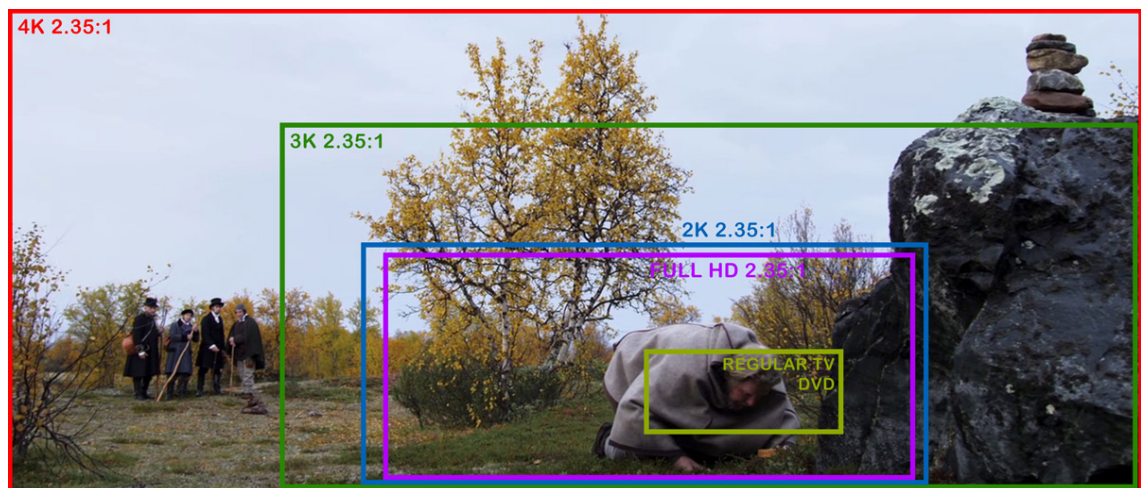 4K 2.35:1
3K 2.35:1
2K 2.35:1
FULL HD 2.35:1
REGULAR TV
DVD